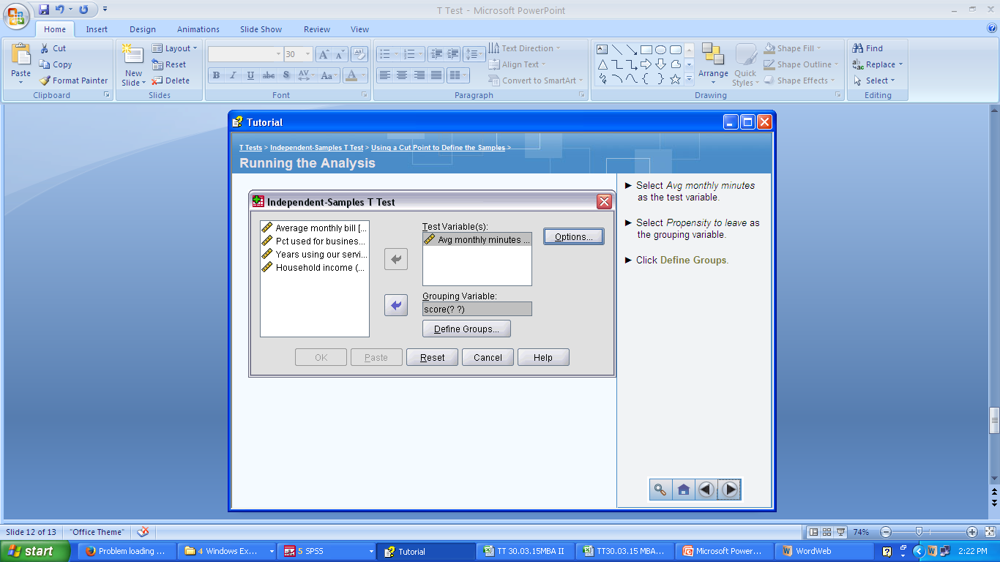 T Test - Microsoft PowerPoint
Home Insert Design Animations Slide Show Review View
Paste
Cut
Copy
Format Painter
Clipboard
New Slide
Layout
Reset
Delete
Slides
30
B I U abc S AV Aa A
Font
Text Direction
Align Text
Convert to SmartArt
Paragraph
Arrange
Quick Styles
Shape Fill
Shape Outline
Shape Effects
Drawing
Find
Replace
Select
Editing
Tutorial
T Tests > Independent-Samples T Test > Using a Cut Point to Define the Samples >
Running the Analysis
Independent-Samples T Test
Average monthly bill [...
Pct used for busines...
Years using our servi...
Household income (...
Test Variable(s):
Avg monthly minutes ...
Options...
Grouping Variable:
score(? ?)
Define Groups...
OK Paste Reset Cancel Help
► Select Avg monthly minutes
as the test variable.
► Select Propensity to leave as
the grouping variable.
► Click Define Groups.
Slide 12 of 13 "Office Theme" 74%
start Problem loading ... 4 Windows Ex... 5 SPSS Tutorial TT 30.03.15MBA II TT30.03.15 MBA... Microsoft Power... WordWeb 2:22 PM